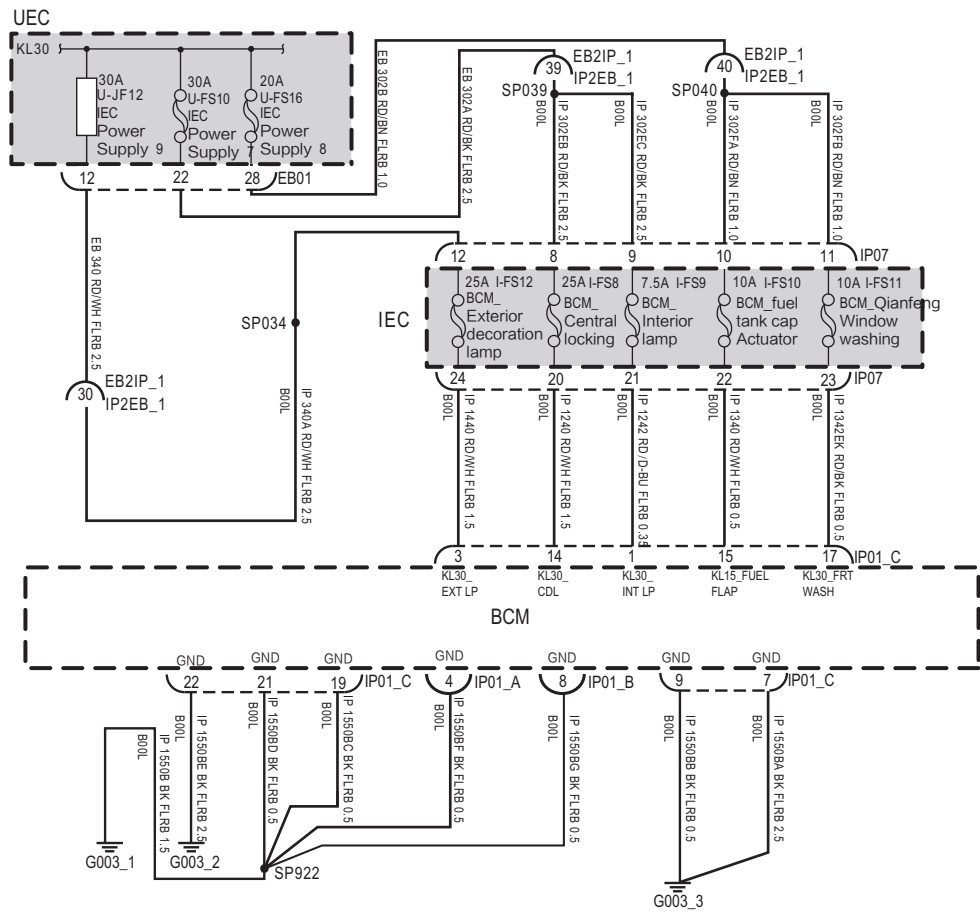 UEC
KL30
30A
U-JF12
IEC
Power
Supply 9
30A
U-FS10
IEC
Power
Supply 7
20A
U-FS16
IEC
Power
Supply 8
12
22
28
EB01
EB 302B RD/BN FLRB 1.0
EB 302A RD/BK FLRB 2.5
39
EB2IP_1
IP2EB_1
SP039
40
EB2IP_1
IP2EB_1
SP040
B00L
IP 302EB RD/BK FLRB 2.5
B00L
IP 302EC RD/BK FLRB 2.5
B00L
IP 302FA RD/BN FLRB 1.0
B00L
IP 302FB RD/BN FLRB 1.0
EB 340 RD/WH FLRB 2.5
30
EB2IP_1
IP2EB_1
SP034
B00L
IP 340A RD/WH FLRB 2.5
12
8
9
10
11
IP07
IEC
25A I-FS12
BCM_
Exterior
decoration
lamp
25A I-FS8
BCM_
Central
locking
7.5A I-FS9
BCM_
Interior
lamp
10A I-FS10
BCM_fuel
tank cap
Actuator
10A I-FS11
BCM_Qianfeng
Window
washing
24
20
21
22
23
IP07
B00L
IP 1440 RD/WH FLRB 1.5
B00L
IP 1240 RD/WH FLRB 1.5
B00L
IP 1242 RD/D-BU FLRB 0.35
B00L
IP 1340 RD/WH FLRB 0.5
B00L
IP 1342EK RD/BK FLRB 0.5
3
14
1
15
17
IP01_C
KL30_
EXT LP
KL30_
CDL
KL30_
INT LP
KL15_FUEL
FLAP
KL30_FRT
WASH
BCM
GND
GND
GND
GND
GND
GND
GND
22
21
19
IP01_C
4
IP01_A
8
IP01_B
9
7
IP01_C
B00L
IP 1550B BK FLRB 1.5
B00L
IP 1550BE BK FLRB 2.5
B00L
IP 1550BD BK FLRB 0.5
B00L
IP 1550BC BK FLRB 0.5
B00L
IP 1550BF BK FLRB 0.5
B00L
IP 1550BG BK FLRB 0.5
B00L
IP 1550BB BK FLRB 0.5
B00L
IP 1550BA BK FLRB 2.5
G003_1
G003_2
SP922
G003_3